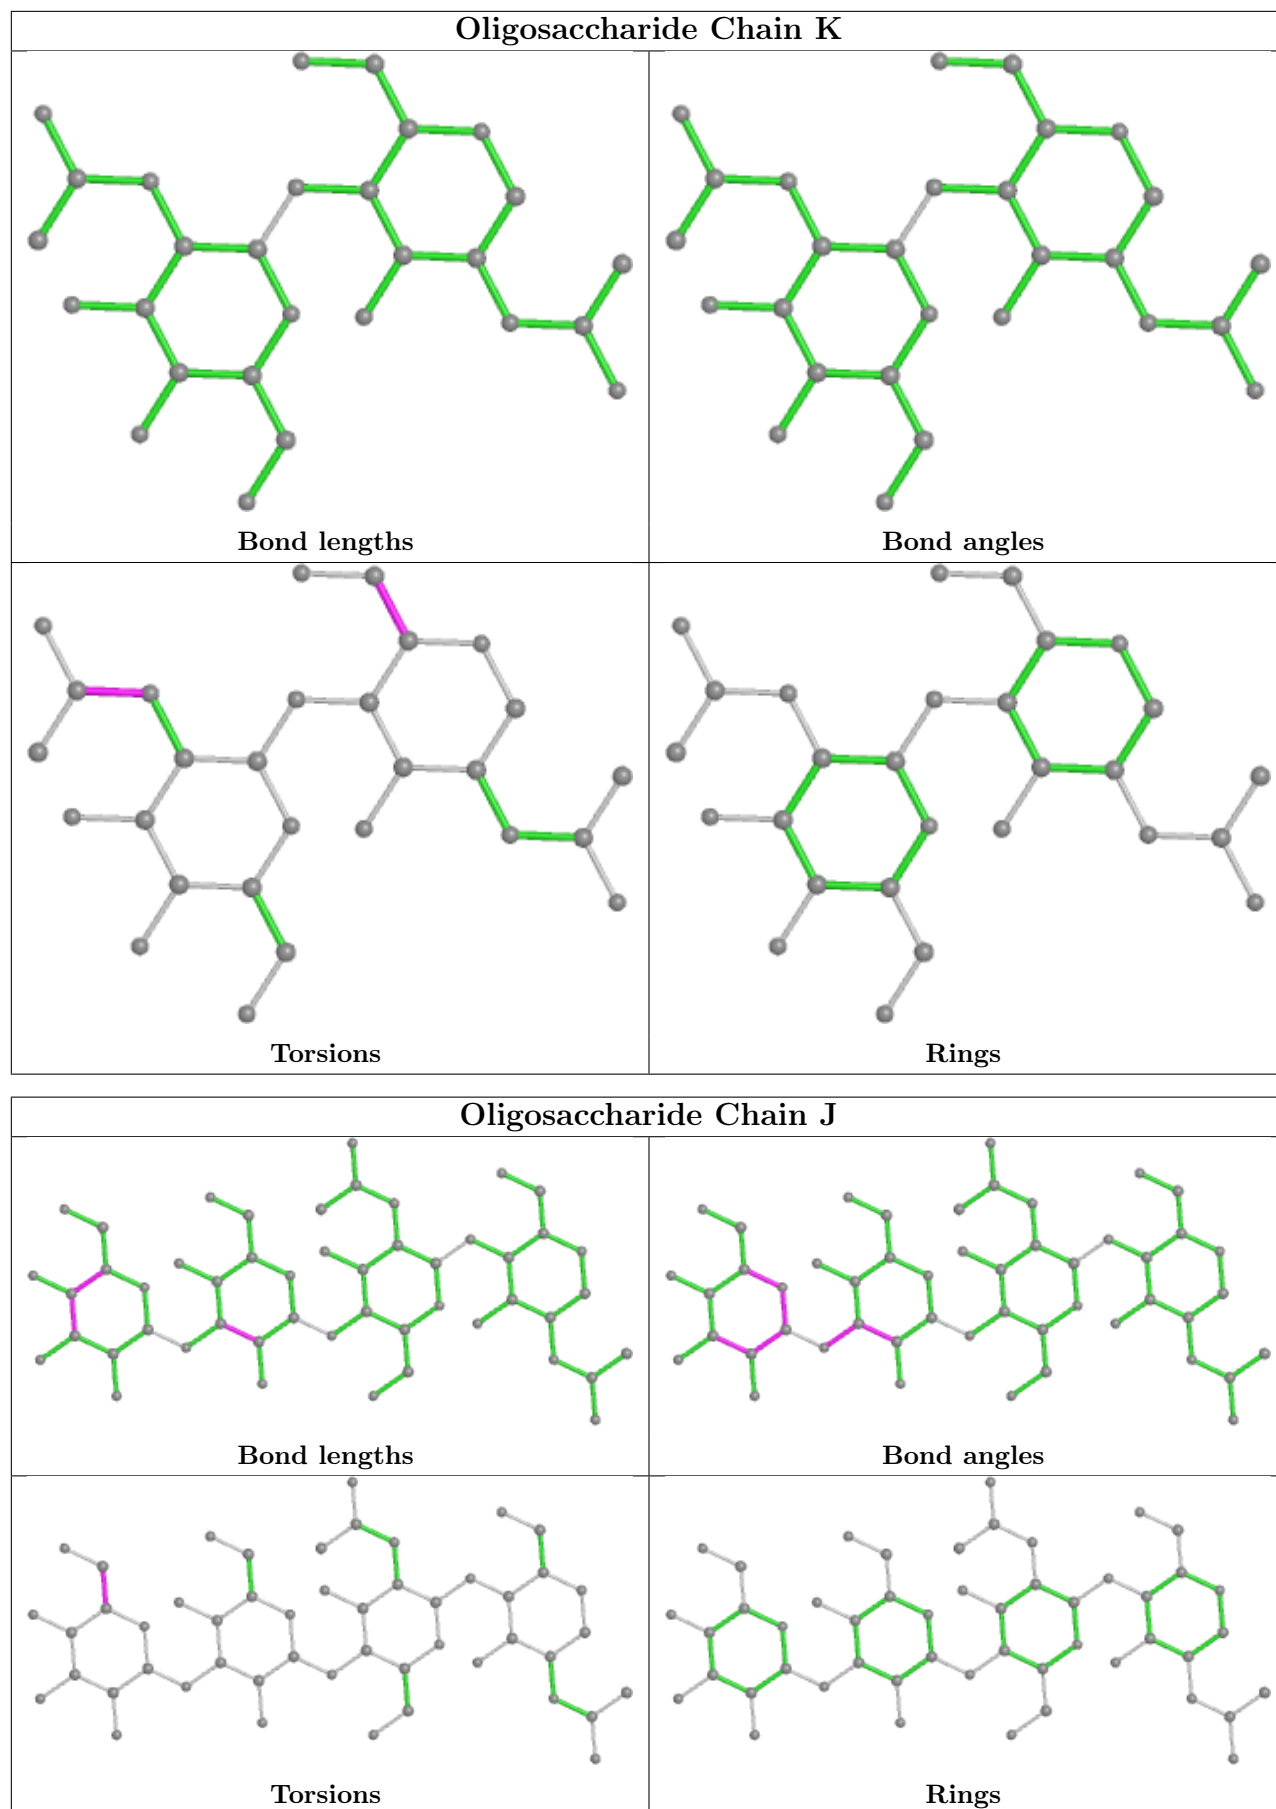 Oligosaccharide Chain K
Bond lengths
Bond angles
Torsions
Rings
Oligosaccharide Chain J
Bond lengths
Bond angles
Torsions
Rings